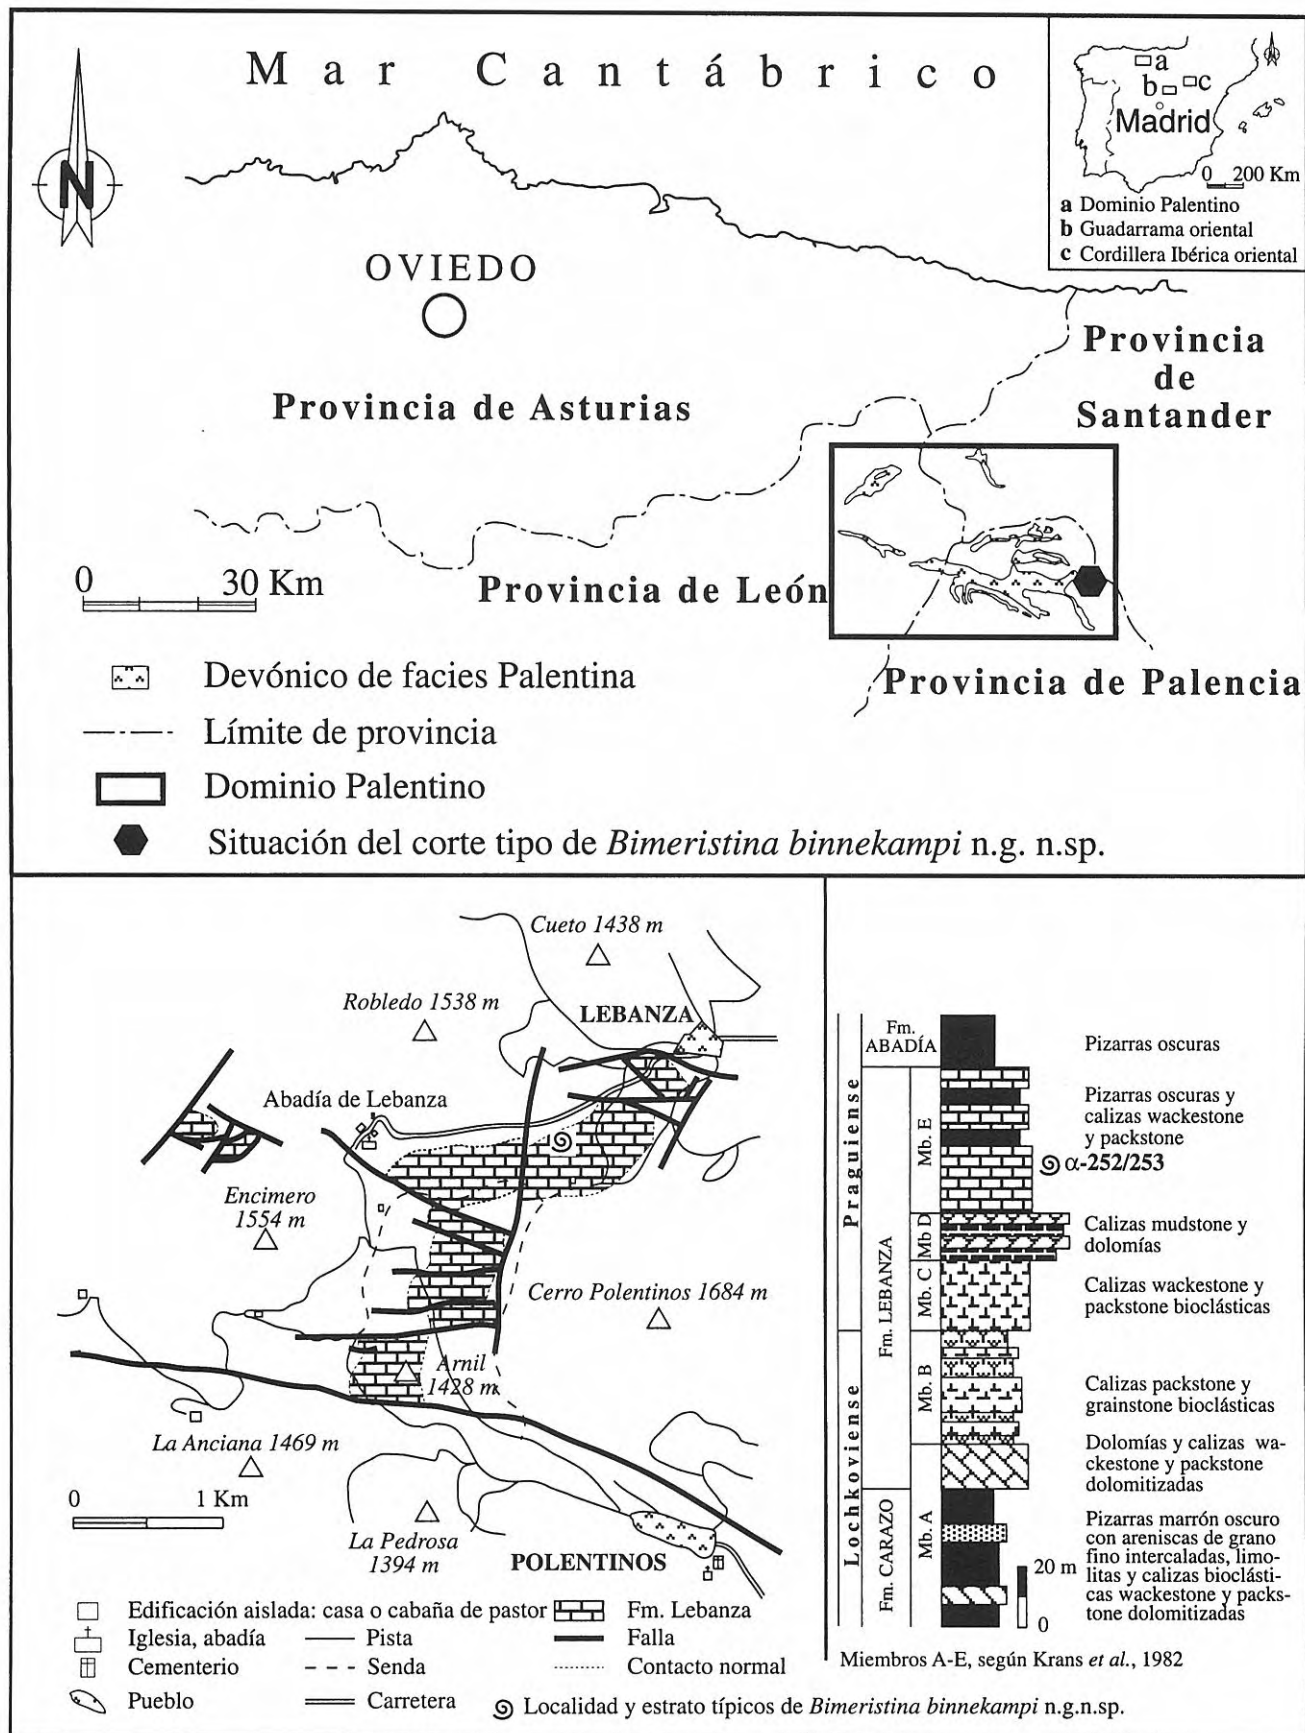 Mar Cantábrico
N
OVIEDO
Provincia de Asturias
Provincia
de
Santander
Provincia de León
Provincia de Palencia
0 30 Km
a
b
c
Madrid
0 200 Km
a Dominio Palentino
b Guadarrama oriental
c Cordillera Ibérica oriental
Devónico de facies Palentina
Límite de provincia
Dominio Palentino
Situación del corte tipo de Bimeristina binnekampi n.g. n.sp.
Cueto 1438 m
Robledo 1538 m
LEBANZA
Abadía de Lebanza
Encimero
1554 m
Cerro Polentinos 1684 m
Arnil
1428 m
La Anciana 1469 m
0 1 Km
La Pedrosa
1394 m
POLENTINOS
Edificación aislada: casa o cabaña de pastor
Fm. Lebanza
Iglesia, abadía
Pista
Falla
Cementerio
Senda
Contacto normal
Pueblo
Carretera
Localidad y estrato típicos de Bimeristina binnekampi n.g.n.sp.
Praguiense
Lochkoviense
Fm.
ABADÍA
Fm. LEBANZA
Fm. CARAZO
Mb. E
Mb D
Mb. C
Mb. B
Mb. A
Pizarras oscuras
Pizarras oscuras y
calizas wackestone
y packstone
α-252/253
Calizas mudstone y
dolomías
Calizas wackestone y
packstone bioclásticas
Calizas packstone y
grainstone bioclásticas
Dolomías y calizas wa-
ckestone y packstone
dolomitizadas
Pizarras marrón oscuro
con areniscas de grano
fino intercaladas, limo-
litas y calizas bioclásti-
cas wackestone y packs-
tone dolomitizadas
20 m
0
Miembros A-E, según Krans et al., 1982